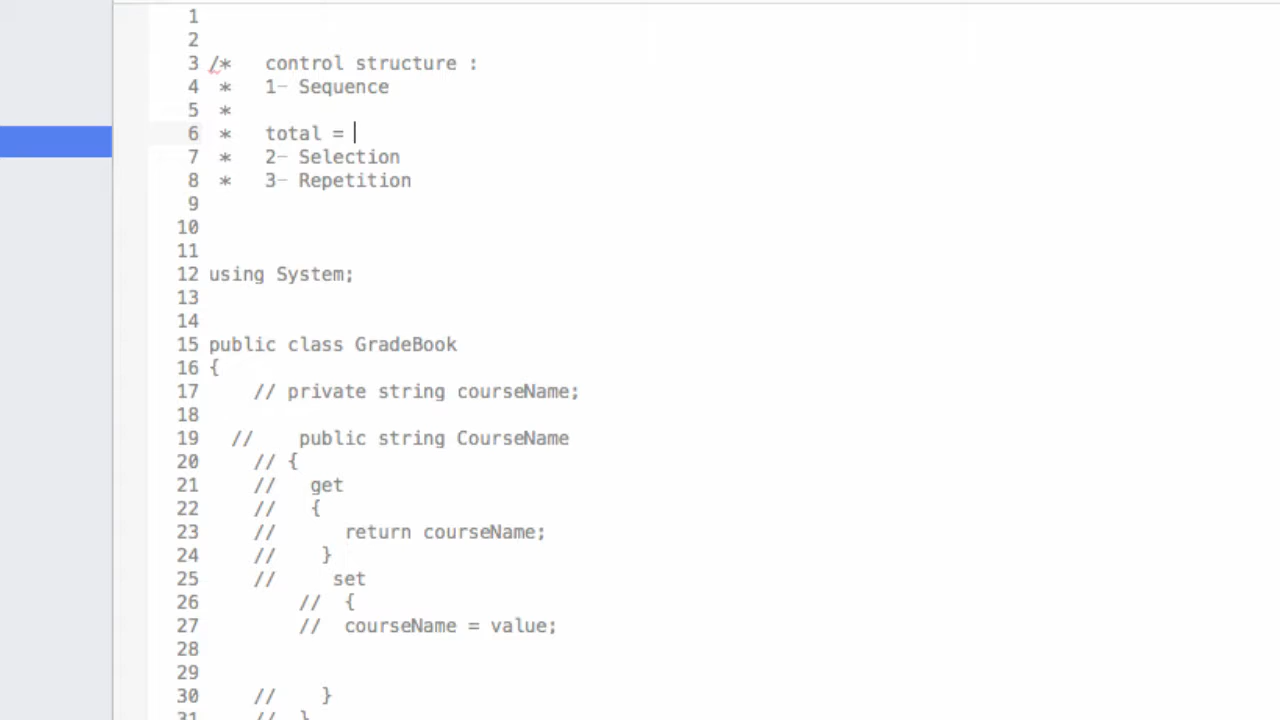 1
2
3 /*   control structure :
4 *   1- Sequence
5 *
6 *   total =
7 *   2- Selection
8 *   3- Repetition
9
10
11
12 using System;
13
14
15 public class GradeBook
16 {
17    // private string courseName;
18
19  //    public string CourseName
20    // {
21    //   get
22    //   {
23    //      return courseName;
24    //    }
25    //     set
26        //  {
27        //  courseName = value;
28
29
30    //    }
31    //  }